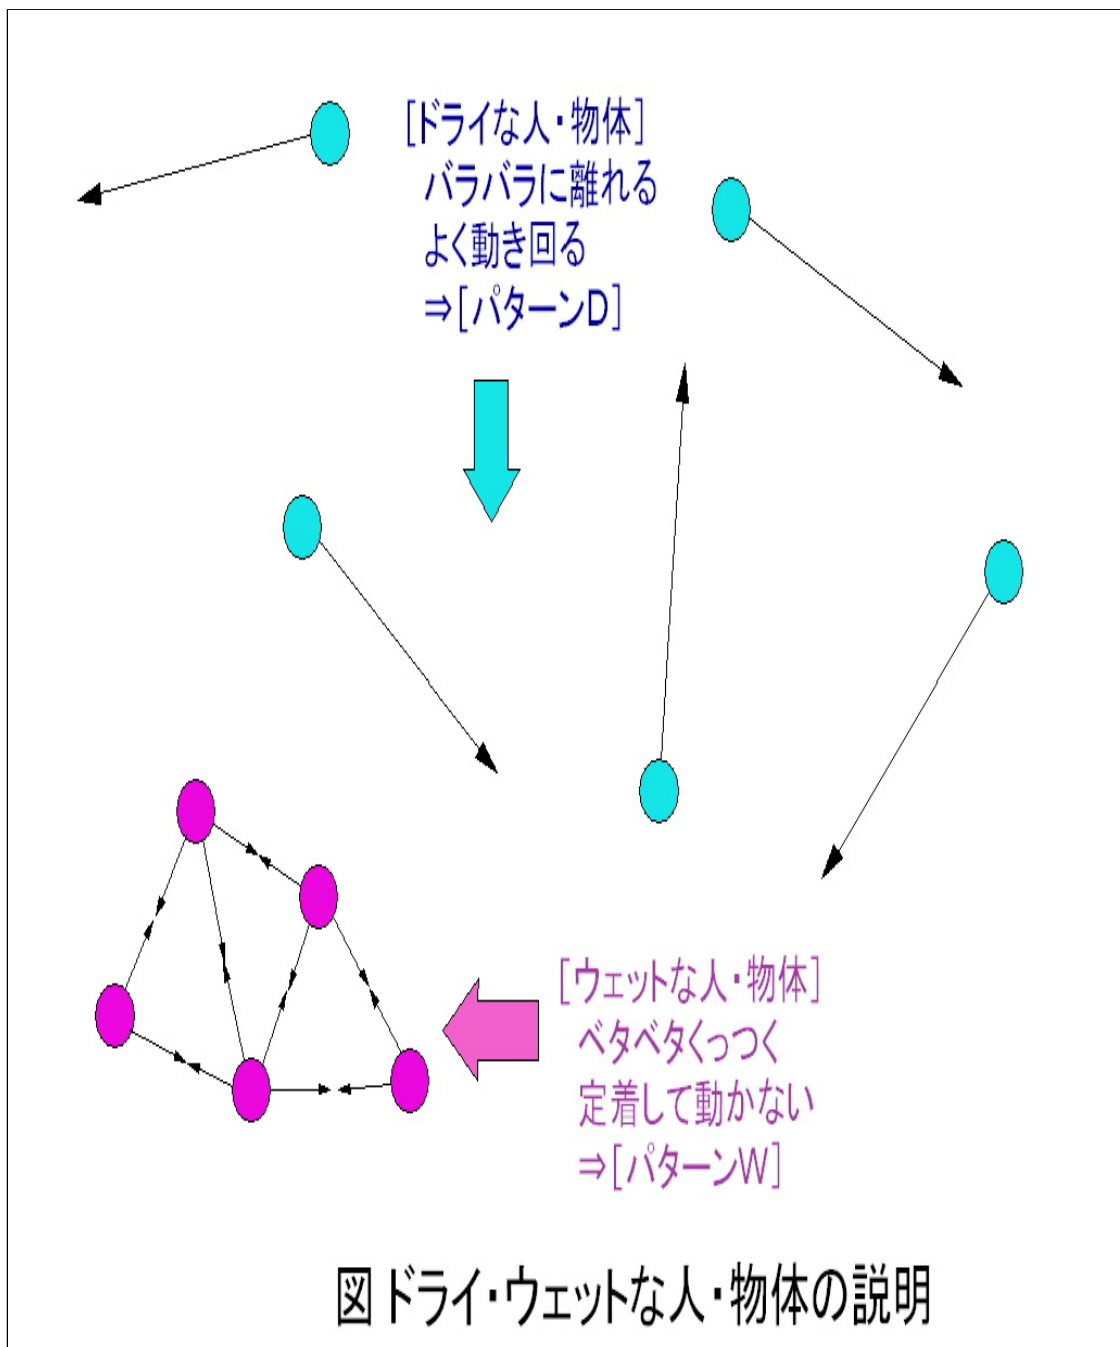 [ドライな人・物体]
バラバラに離れる
よく動き回る
⇒[パターンD]
[ウェットな人・物体]
ベタベタくっつく
定着して動かない
⇒[パターンW]
図 ドライ・ウェットな人・物体の説明